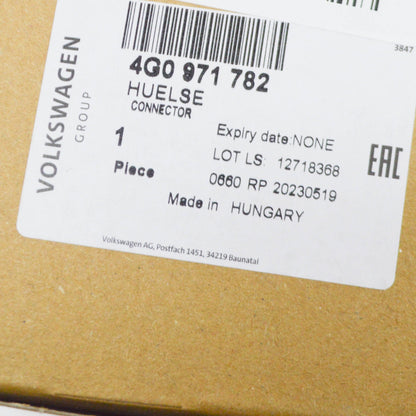 3847
VOLKSWAGEN
GROUP
4G0 971 782
HUELSE
CONNECTOR
1
Piece
Expiry date:NONE
LOT LS: 12718368
0660 RP 20230519
Made in HUNGARY
EAC
Volkswagen AG, Postfach 1451, 34219 Baunatal